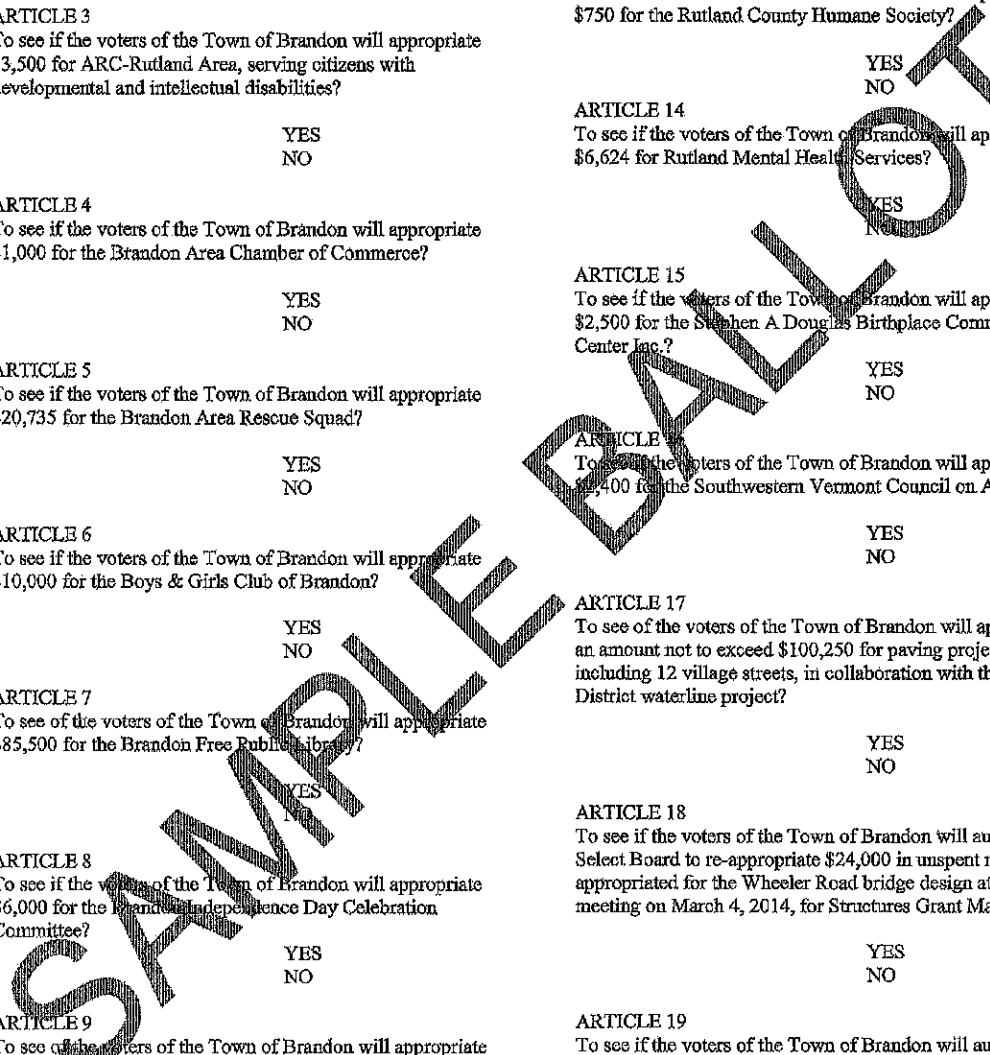 ARTICLE 3
To see if the voters of the Town of Brandon will appropriate
3,500 for ARC-Rutland Area, serving citizens with
developmental and intellectual disabilities?
YES
NO
ARTICLE 4
To see if the voters of the Town of Brandon will appropriate
1,000 for the Brandon Area Chamber of Commerce?
YES
NO
ARTICLE 5
To see if the voters of the Town of Brandon will appropriate
20,735 for the Brandon Area Rescue Squad?
YES
NO
ARTICLE 6
To see if the voters of the Town of Brandon will appropriate
10,000 for the Boys & Girls Club of Brandon?
YES
NO
ARTICLE 7
To see of the voters of the Town of Brandon will appropriate
85,500 for the Brandon Free Public Library?
YES
NO
ARTICLE 8
To see if the voters of the Town of Brandon will appropriate
$6,000 for the Brandon Independence Day Celebration
Committee?
YES
NO
ARTICLE 9
To see of the voters of the Town of Brandon will appropriate
$750 for the Rutland County Humane Society?
YES
NO
ARTICLE 14
To see if the voters of the Town of Brandon will ap
$6,624 for Rutland Mental Health Services?
YES
NO
ARTICLE 15
To see if the voters of the Town of Brandon will ap
$2,500 for the Stephen A Douglas Birthplace Comm
Center Inc.?
YES
NO
ARTICLE
To see if the voters of the Town of Brandon will ap
,400 for the Southwestern Vermont Council on A
YES
NO
ARTICLE 17
To see of the voters of the Town of Brandon will ap
an amount not to exceed $100,250 for paving proje
including 12 village streets, in collaboration with th
District waterline project?
YES
NO
ARTICLE 18
To see if the voters of the Town of Brandon will au
Select Board to re-appropriate $24,000 in unspent
appropriated for the Wheeler Road bridge design at
meeting on March 4, 2014, for Structures Grant Ma
YES
NO
ARTICLE 19
To see if the voters of the Town of Brandon will au
SAMPLE BALLOT